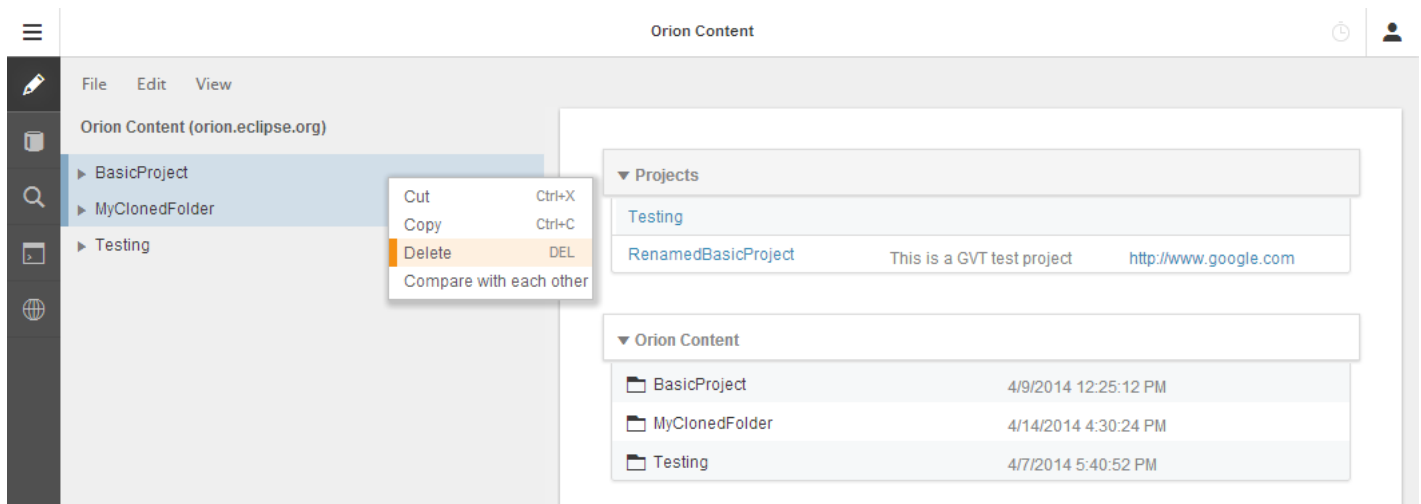 Orion Content
File Edit View
Orion Content (orion.eclipse.org)
BasicProject
MyClonedFolder
Testing
Cut Ctrl+X
Copy Ctrl+C
Delete DEL
Compare with each other
Projects
Testing
RenamedBasicProject This is a GVT test project http://www.google.com
Orion Content
BasicProject 4/9/2014 12:25:12 PM
MyClonedFolder 4/14/2014 4:30:24 PM
Testing 4/7/2014 5:40:52 PM